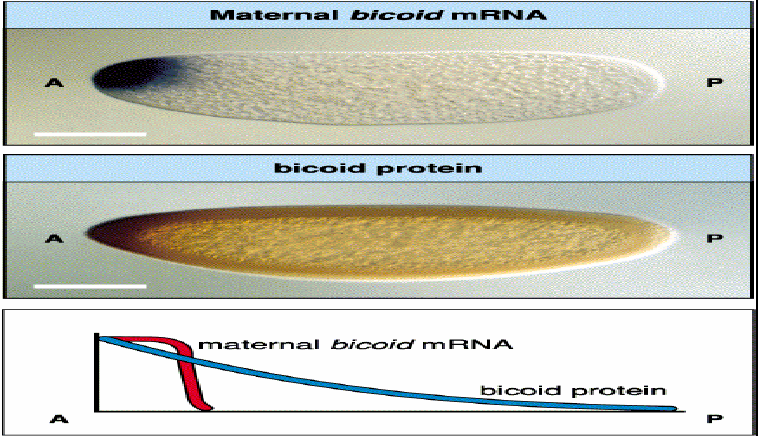 Maternal bicoid mRNA
A P
bicoid protein
A P
maternal bicoid mRNA
bicoid protein
A P